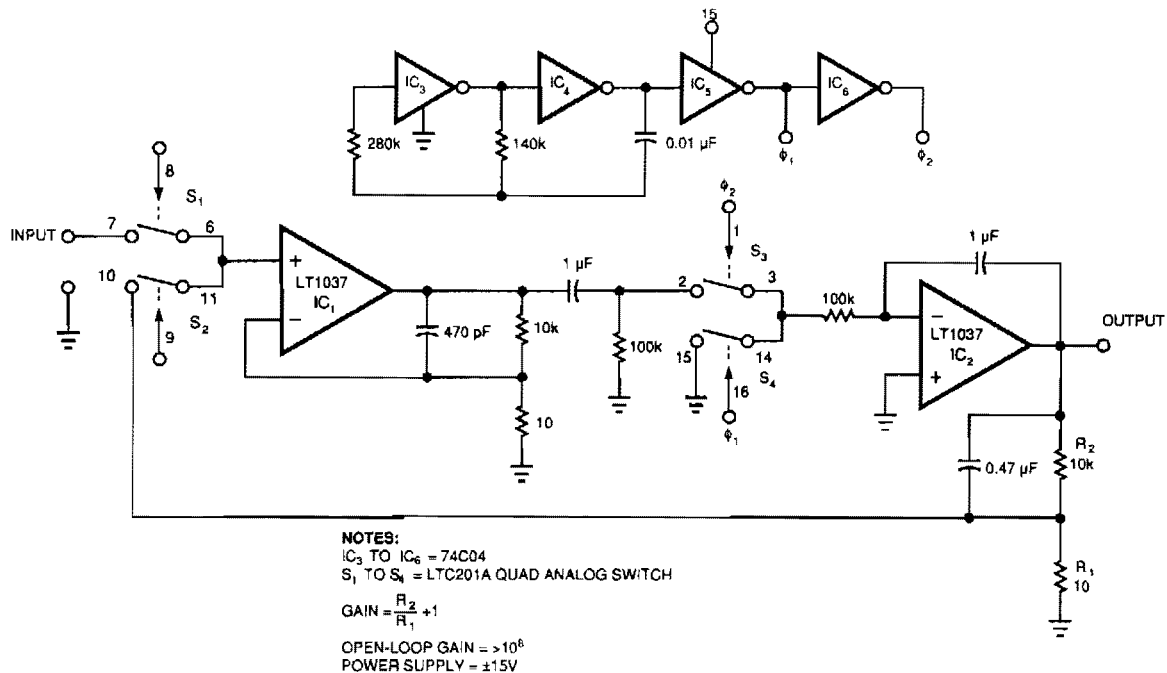 15
IC3
IC4
IC5
IC6
280k
140k
0.01 µF
ϕ1
ϕ2
8
S1
INPUT
7
6
10
11
S2
9
+
LT1037
IC1
−
470 pF
10k
10
1 µF
100k
ϕ2
1
S3
2
3
15
14
S4
16
ϕ1
100k
1 µF
−
LT1037
IC2
+
OUTPUT
0.47 µF
R2
10k
R1
10
NOTES:
IC3 TO IC6 = 74C04
S1 TO S4 = LTC201A QUAD ANALOG SWITCH
GAIN = R2/R1 +1
OPEN-LOOP GAIN = >10⁸
POWER SUPPLY = ±15V